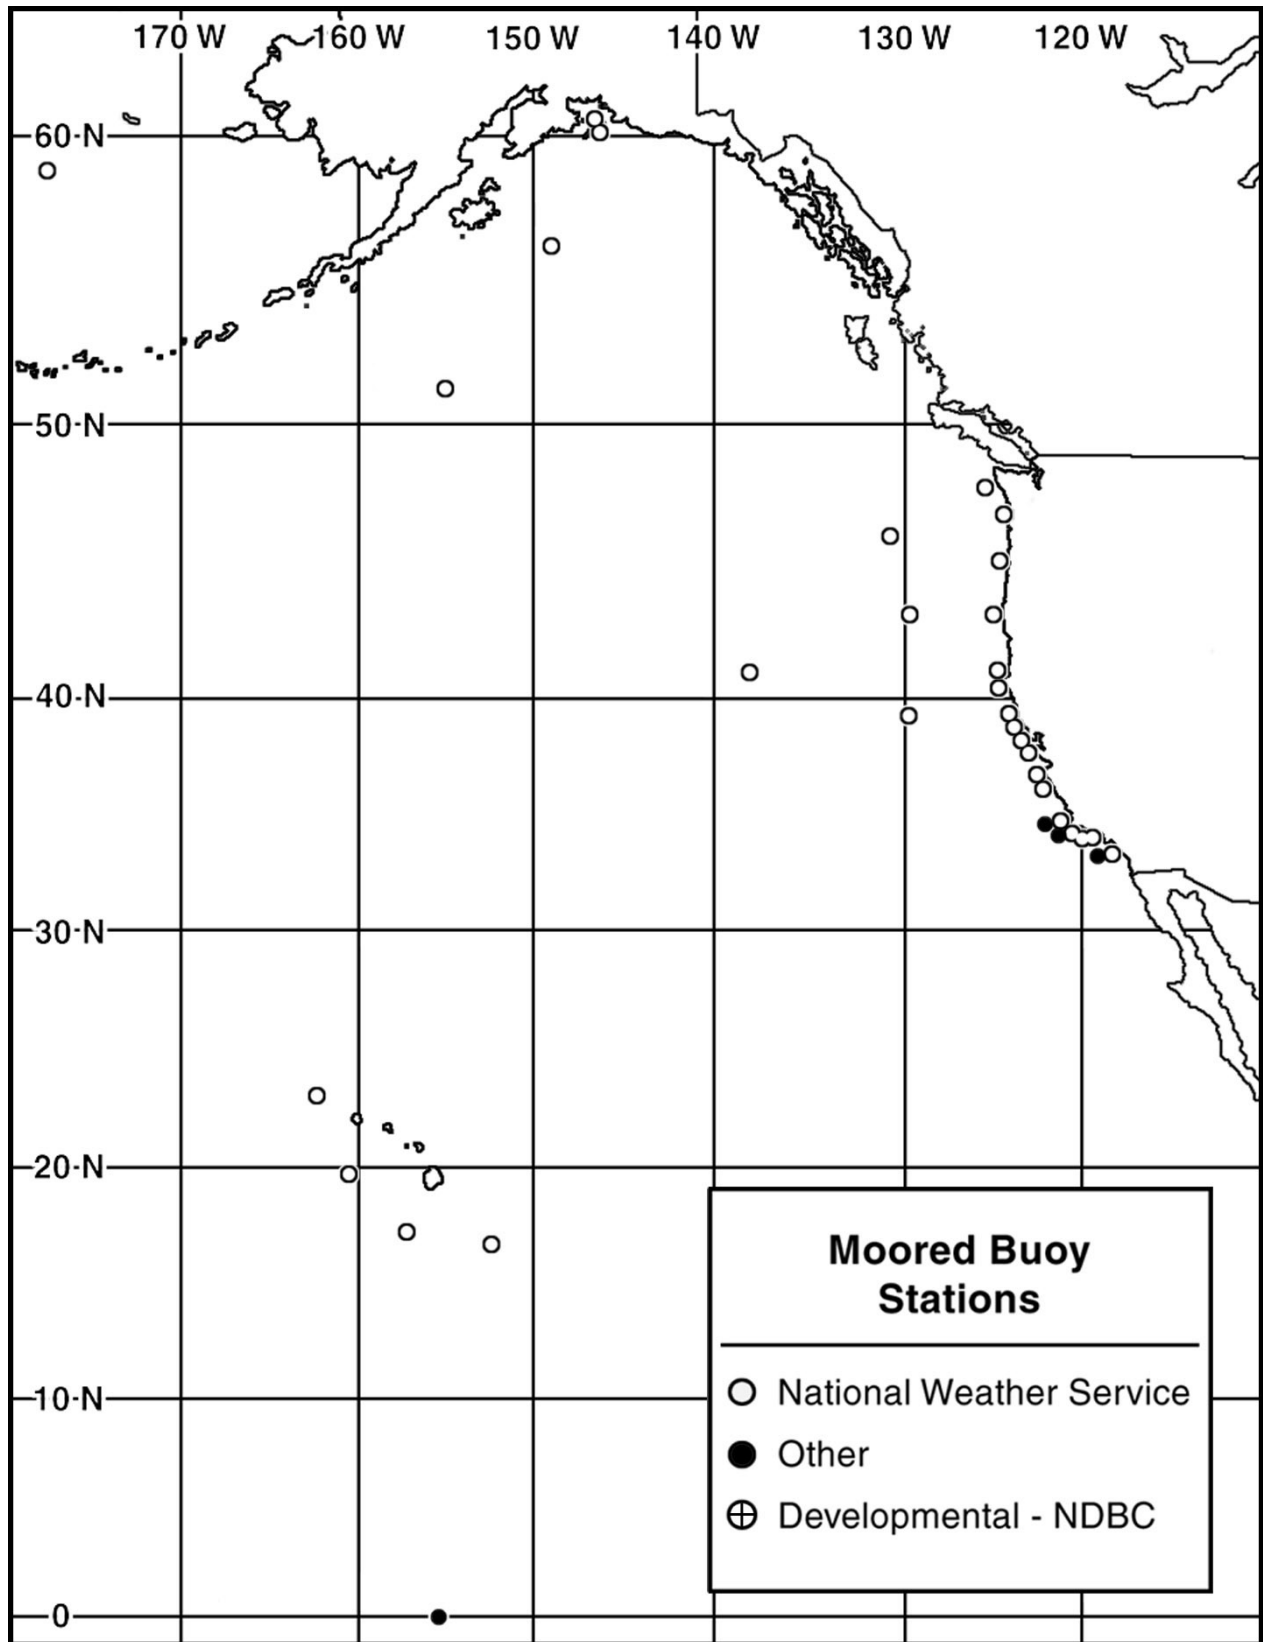 170 W 160 W 150 W 140 W 130 W 120 W
60 N
50 N
40 N
30 N
20 N
10 N
0
Moored Buoy
Stations
National Weather Service
Other
Developmental - NDBC